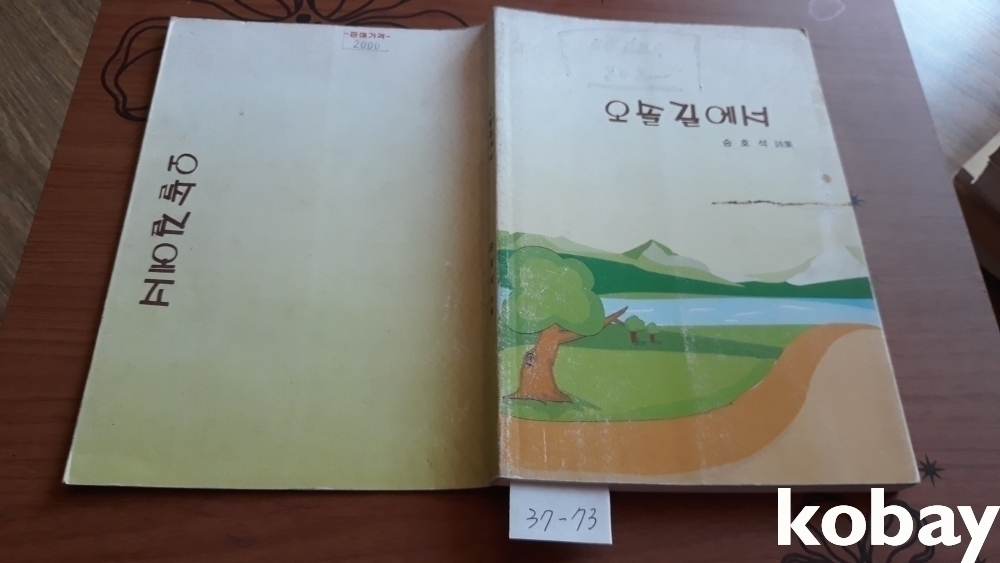 -판매가격-
2000
오솔길에서
오솔길에서
송 호 석 詩集
37-73
kobay